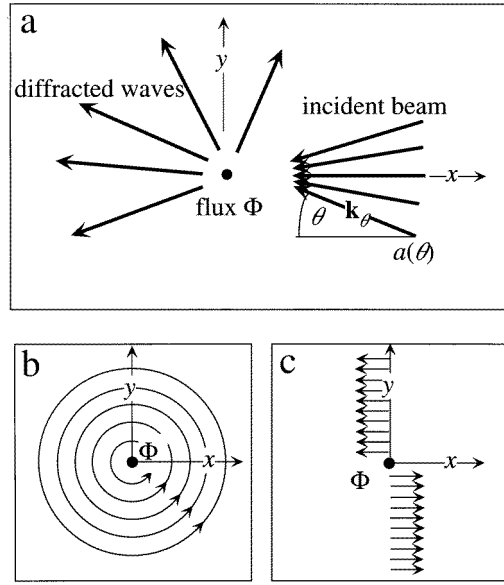 a
y
diffracted waves
incident beam
x
flux Φ
θ
k_θ
a(θ)
b
y
Φ
x
c
y
x
Φ